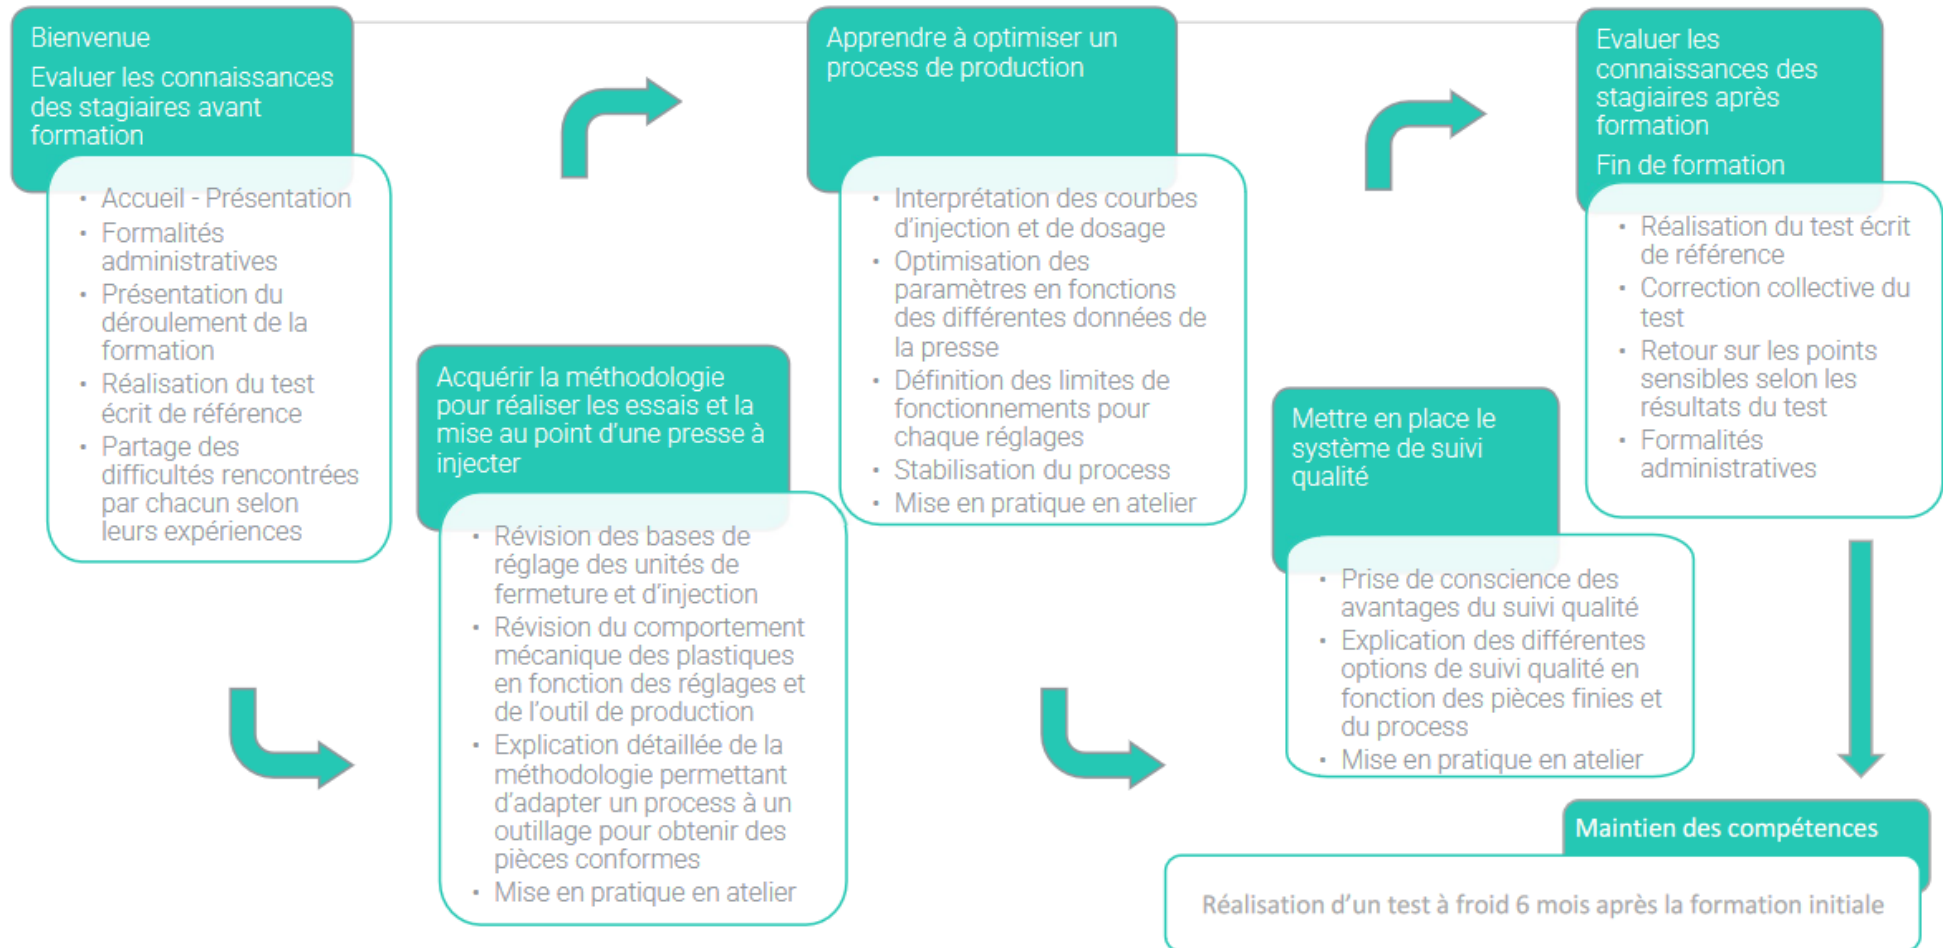 Bienvenue
Evaluer les connaissances
des stagiaires avant
formation
• Accueil - Présentation
• Formalités
administratives
• Présentation du
déroulement de la
formation
• Réalisation du test
écrit de référence
• Partage des
difficultés rencontrées
par chacun selon
leurs expériences
Acquérir la méthodologie
pour réaliser les essais et la
mise au point d'une presse à
injecter
• Révision des bases de
réglage des unités de
fermeture et d'injection
• Révision du comportement
mécanique des plastiques
en fonction des réglages et
de l'outil de production
• Explication détaillée de la
méthodologie permettant
d'adapter un process à un
outillage pour obtenir des
pièces conformes
• Mise en pratique en atelier
Apprendre à optimiser un
process de production
• Interprétation des courbes
d'injection et de dosage
• Optimisation des
paramètres en fonctions
des différentes données de
la presse
• Définition des limites de
fonctionnements pour
chaque réglages
• Stabilisation du process
• Mise en pratique en atelier
Mettre en place le
système de suivi
qualité
• Prise de conscience des
avantages du suivi qualité
• Explication des différentes
options de suivi qualité en
fonction des pièces finies et
du process
• Mise en pratique en atelier
Evaluer les
connaissances des
stagiaires après
formation
Fin de formation
• Réalisation du test écrit
de référence
• Correction collective du
test
• Retour sur les points
sensibles selon les
résultats du test
• Formalités
administratives
Maintien des compétences
Réalisation d'un test à froid 6 mois après la formation initiale